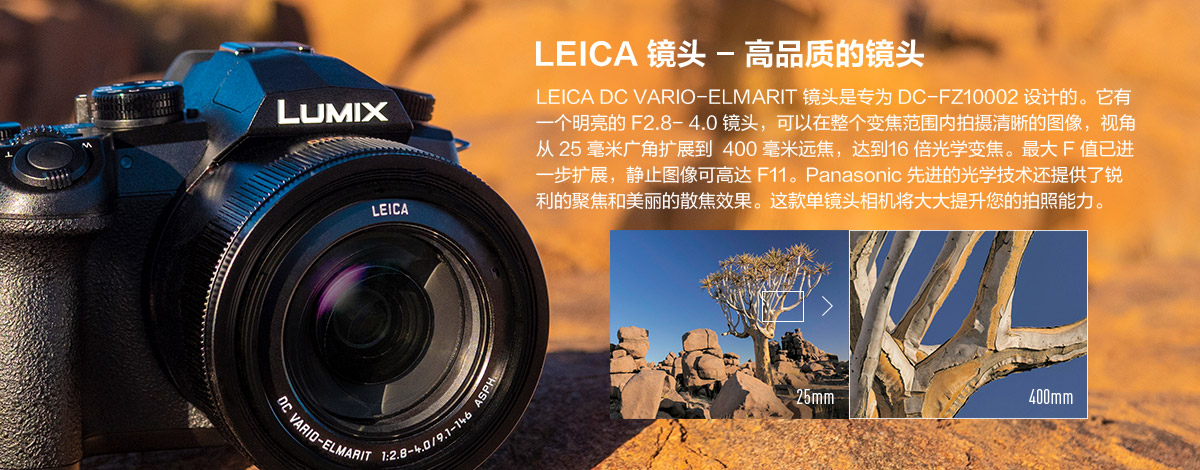 LEICA 镜头 – 高品质的镜头
LEICA DC VARIO-ELMARIT 镜头是专为 DC-FZ10002 设计的。它有
一个明亮的 F2.8- 4.0 镜头，可以在整个变焦范围内拍摄清晰的图像，视角
从 25 毫米广角扩展到 400 毫米远焦，达到16 倍光学变焦。最大 F 值已进
一步扩展，静止图像可高达 F11。Panasonic 先进的光学技术还提供了锐
利的聚焦和美丽的散焦效果。这款单镜头相机将大大提升您的拍照能力。
LUMIX
T
W
LEICA
DC VARIO-ELMARIT 1:2.8-4.0/9.1-146 ASPH
25mm
400mm